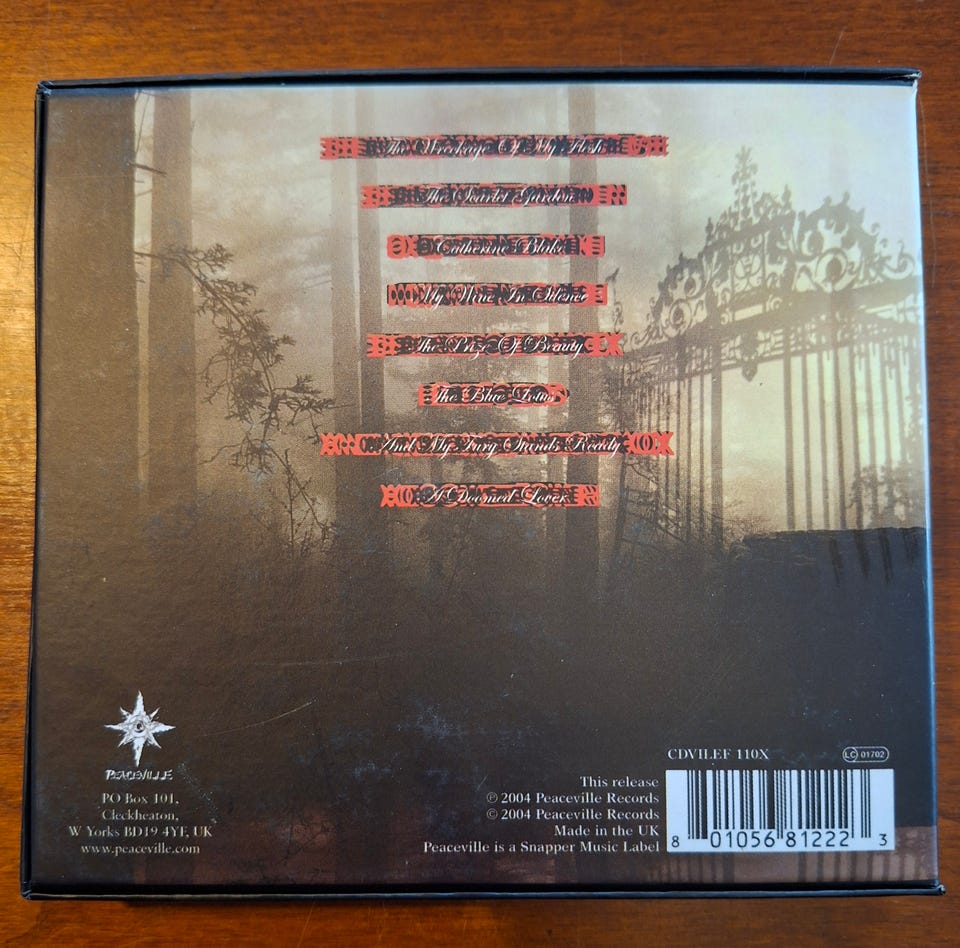 The Wreckage Of My Flesh
The Scarlet Garden
Catherine Blake
My Wine In Silence
The Prize Of Beauty
The Blue Lotus
And My Fury Stands Ready
A Doomed Lover
PEACEVILLE
PO Box 101,
Cleckheaton,
W Yorks BD19 4YF, UK
www.peaceville.com
CDVILEF 110X
LC 01702
This release
℗ 2004 Peaceville Records
© 2004 Peaceville Records
Made in the UK
Peaceville is a Snapper Music Label
8 01056 81222 3